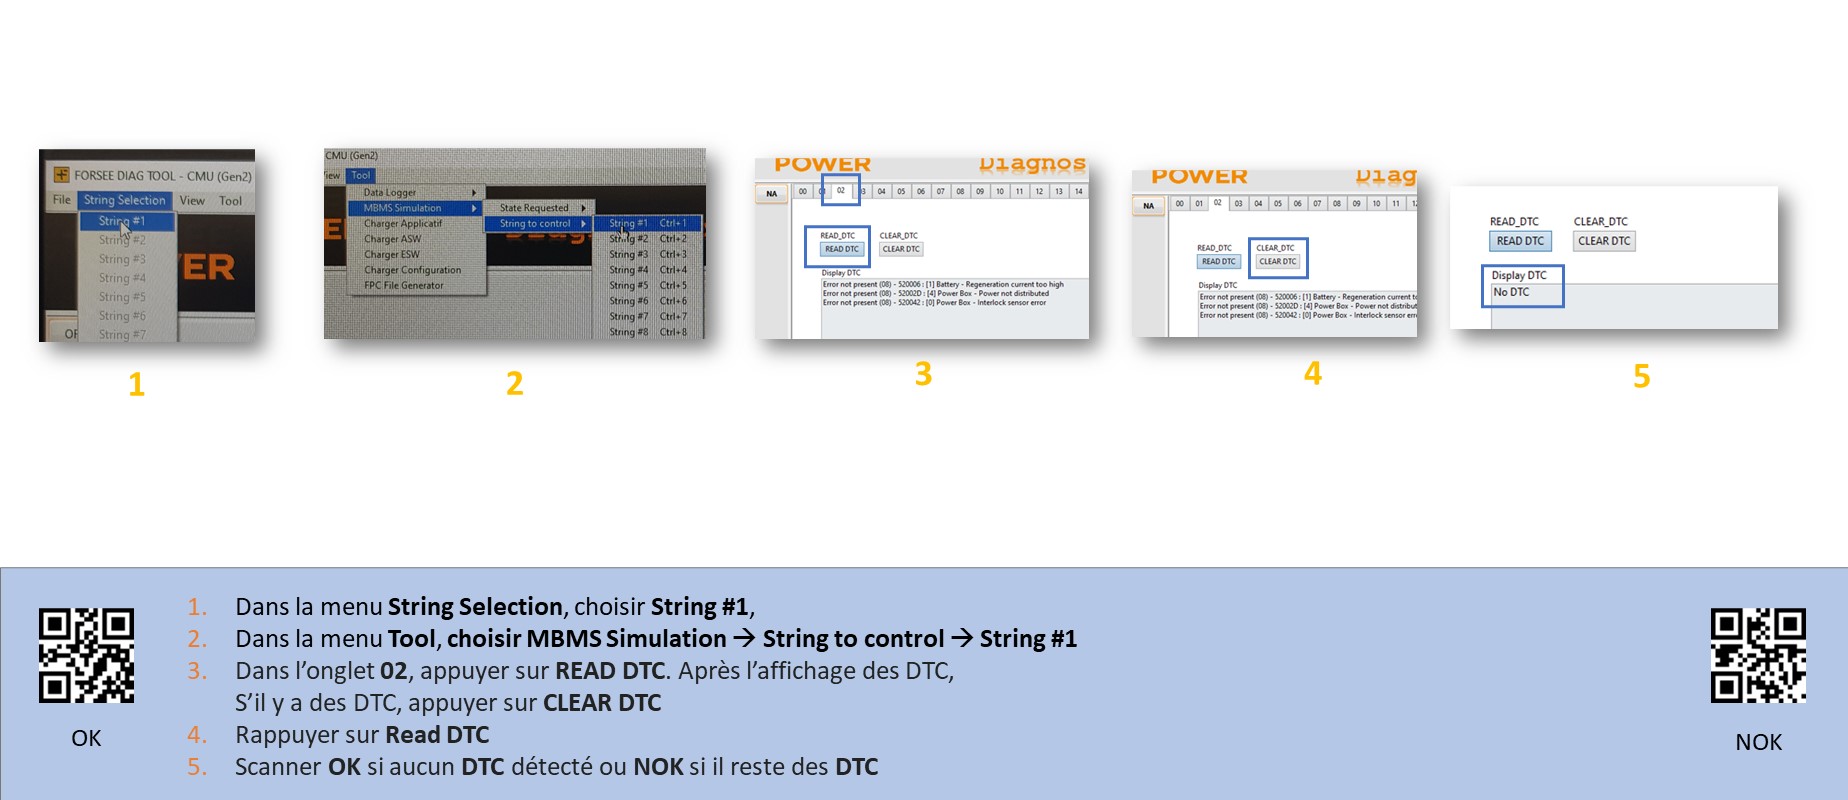 FORSEE DIAG TOOL - CMU (Gen2)
File String Selection View Tool
String #1
String #2
String #3
String #4
String #5
String #6
String #7
ER
OF
1
CMU (Gen2)
iew Tool
Data Logger
MBMS Simulation
Charger Applicatif
Charger ASW
Charger ESW
Charger Configuration
FPC File Generator
State Requested
String to control
String #1 Ctrl+1
String #2 Ctrl+2
String #3 Ctrl+3
String #4 Ctrl+4
String #5 Ctrl+5
String #6 Ctrl+6
String #7 Ctrl+7
String #8 Ctrl+8
2
POWER Diagnos
NA 00 02 04 05 06 07 08 09 10 11 12 13 14
READ_DTC CLEAR_DTC
READ DTC CLEAR DTC
Display DTC
Error not present (08) - 520006 : [1] Battery - Regeneration current too high
Error not present (08) - 52002D : [4] Power Box - Power not distributed
Error not present (08) - 520042 : [0] Power Box - Interlock sensor error
3
POWER Diag
NA 00 01 02 03 04 05 06 07 08 09 10 11
READ_DTC CLEAR_DTC
READ DTC CLEAR DTC
Display DTC
Error not present (08) - 520006 : [1] Battery - Regeneration current to
Error not present (08) - 52002D : [4] Power Box - Power not distribute
Error not present (08) - 520042 : [0] Power Box - Interlock sensor erro
4
READ_DTC CLEAR_DTC
READ DTC CLEAR DTC
Display DTC
No DTC
5
1. Dans la menu String Selection, choisir String #1,
2. Dans la menu Tool, choisir MBMS Simulation → String to control → String #1
3. Dans l’onglet 02, appuyer sur READ DTC. Après l’affichage des DTC,
S’il y a des DTC, appuyer sur CLEAR DTC
4. Rappuyer sur Read DTC
5. Scanner OK si aucun DTC détecté ou NOK si il reste des DTC
OK
NOK